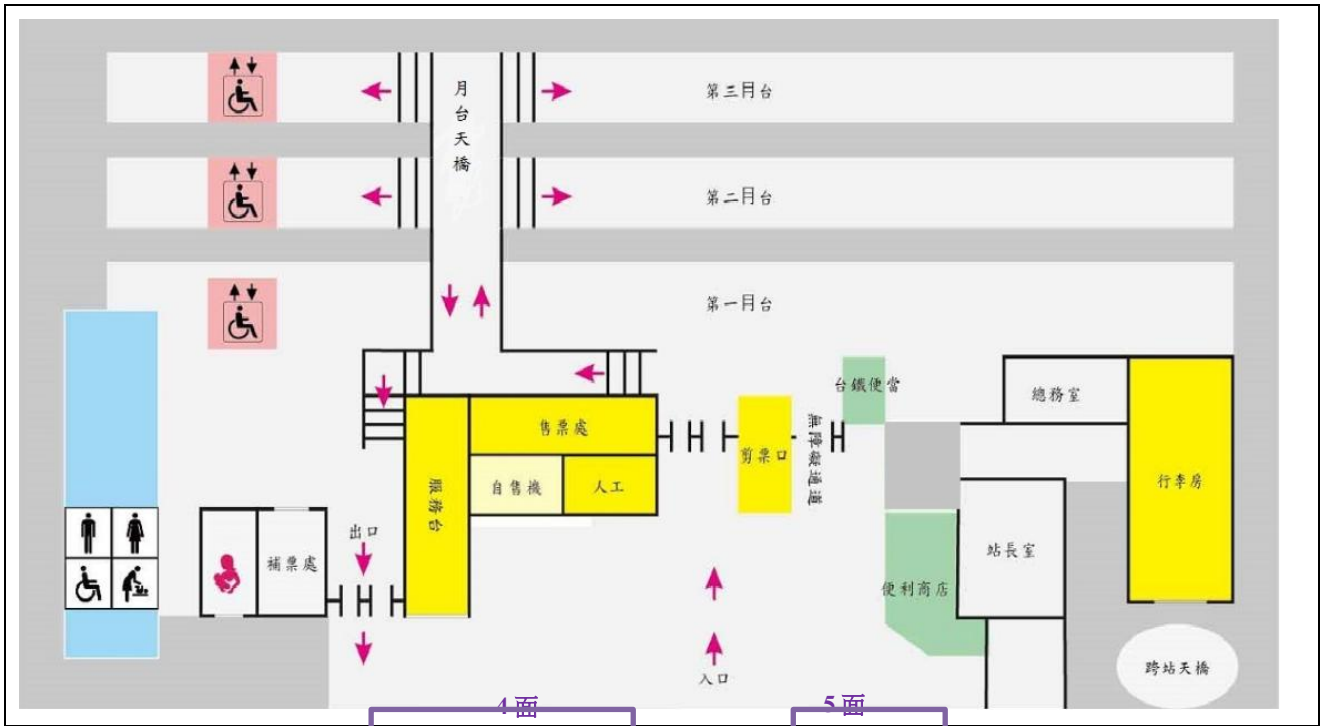 月台天橋
第三月台
第二月台
第一月台
台鐵便當
總務室
售票處
剪票口
無障礙通道
行李房
服務台
自售機
人工
出口
補票處
站長室
便利商店
入口
跨站天橋
4面
5面